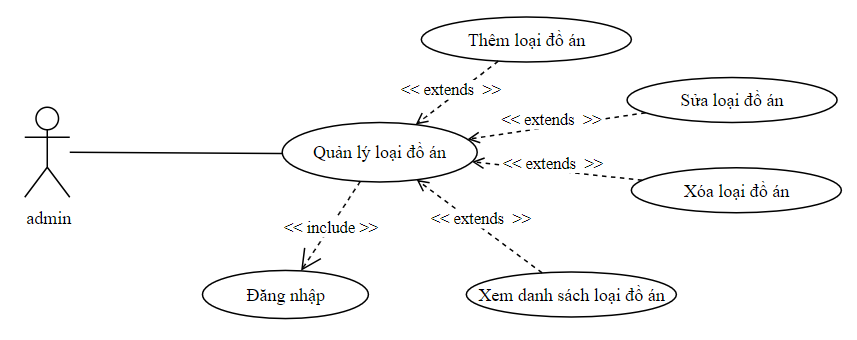 Thêm loại đồ án
<< extends >>
Sửa loại đồ án
<< extends >>
Quản lý loại đồ án
<< extends >>
Xóa loại đồ án
admin
<< extends >>
<< include >>
Đăng nhập
Xem danh sách loại đồ án